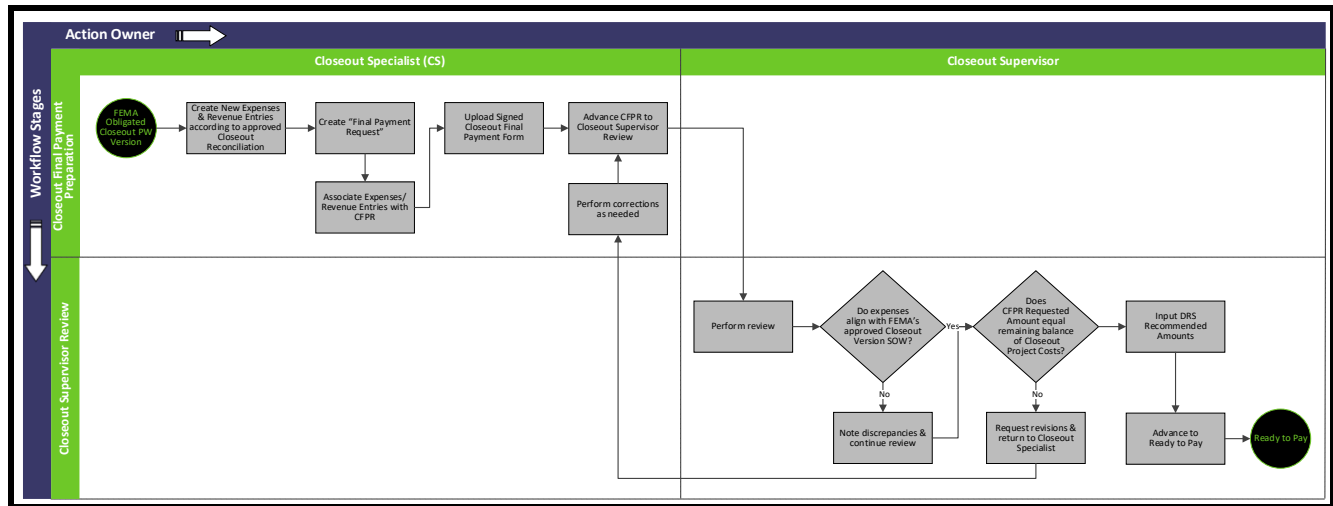 Action Owner
Workflow Stages
Closeout Specialist (CS)
Closeout Supervisor
Closeout Final Payment
Preparation
FEMA
Obligated
Closeout PW
Version
Create New Expenses
& Revenue Entries
according to approved
Closeout
Reconciliation
Create “Final Payment
Request”
Associate Expenses/
Revenue Entries with
CFPR
Upload Signed
Closeout Final
Payment Form
Advance CFPR to
Closeout Supervisor
Review
Perform corrections
as needed
Closeout Supervisor Review
Perform review
Do expenses
align with FEMA’s
approved Closeout
Version SOW?
Yes
No
Note discrepancies &
continue review
Does
CFPR Requested
Amount equal
remaining balance
of Closeout
Project Costs?
No
Request revisions &
return to Closeout
Specialist
Input DRS
Recommended
Amounts
Advance to
Ready to Pay
Ready to Pay